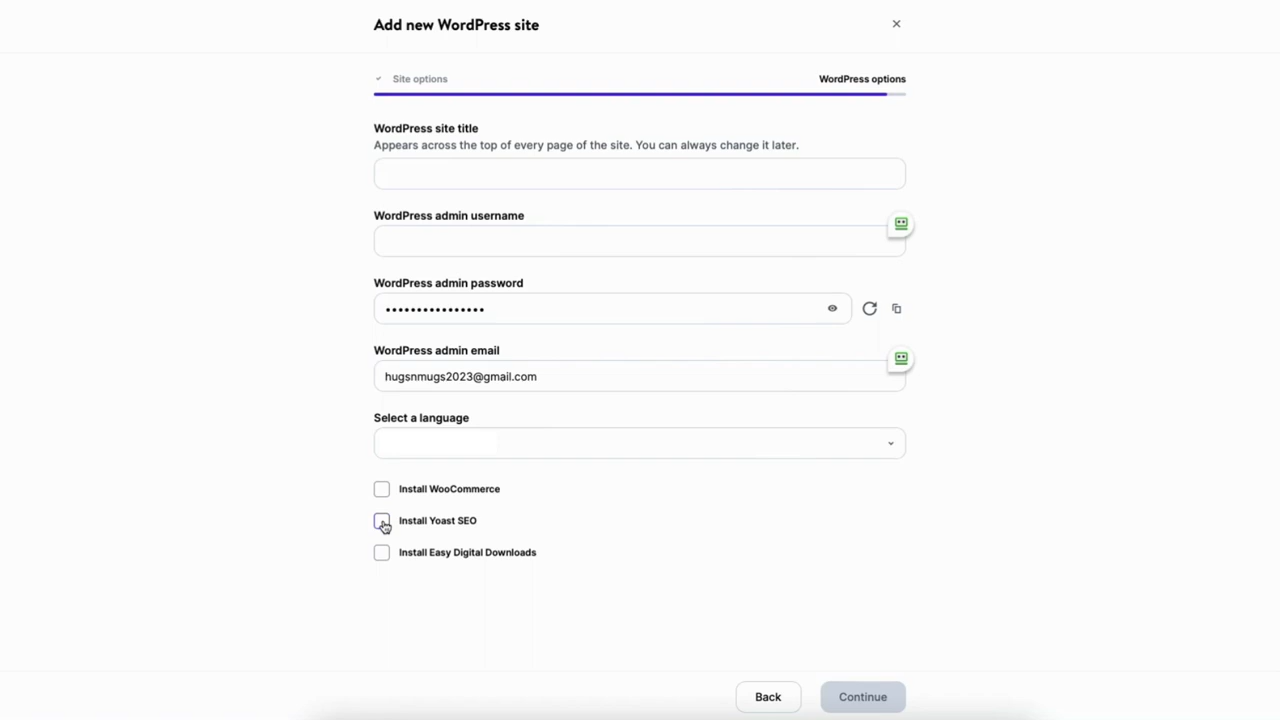 Add new WordPress site
Site options
WordPress options
WordPress site title
Appears across the top of every page of the site. You can always change it later.
WordPress admin username
WordPress admin password
••••••••••••••••
WordPress admin email
hugsnmugs2023@gmail.com
Select a language
Install WooCommerce
Install Yoast SEO
Install Easy Digital Downloads
Back
Continue